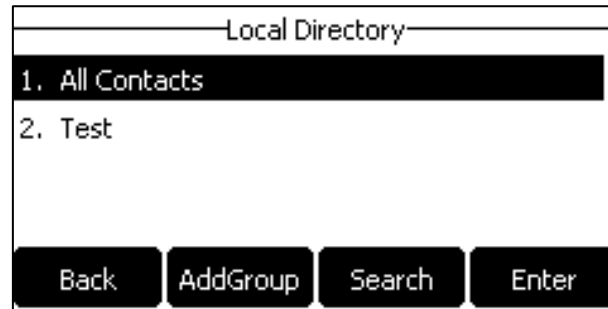 Local Directory
1. All Contacts
2. Test
Back AddGroup Search Enter